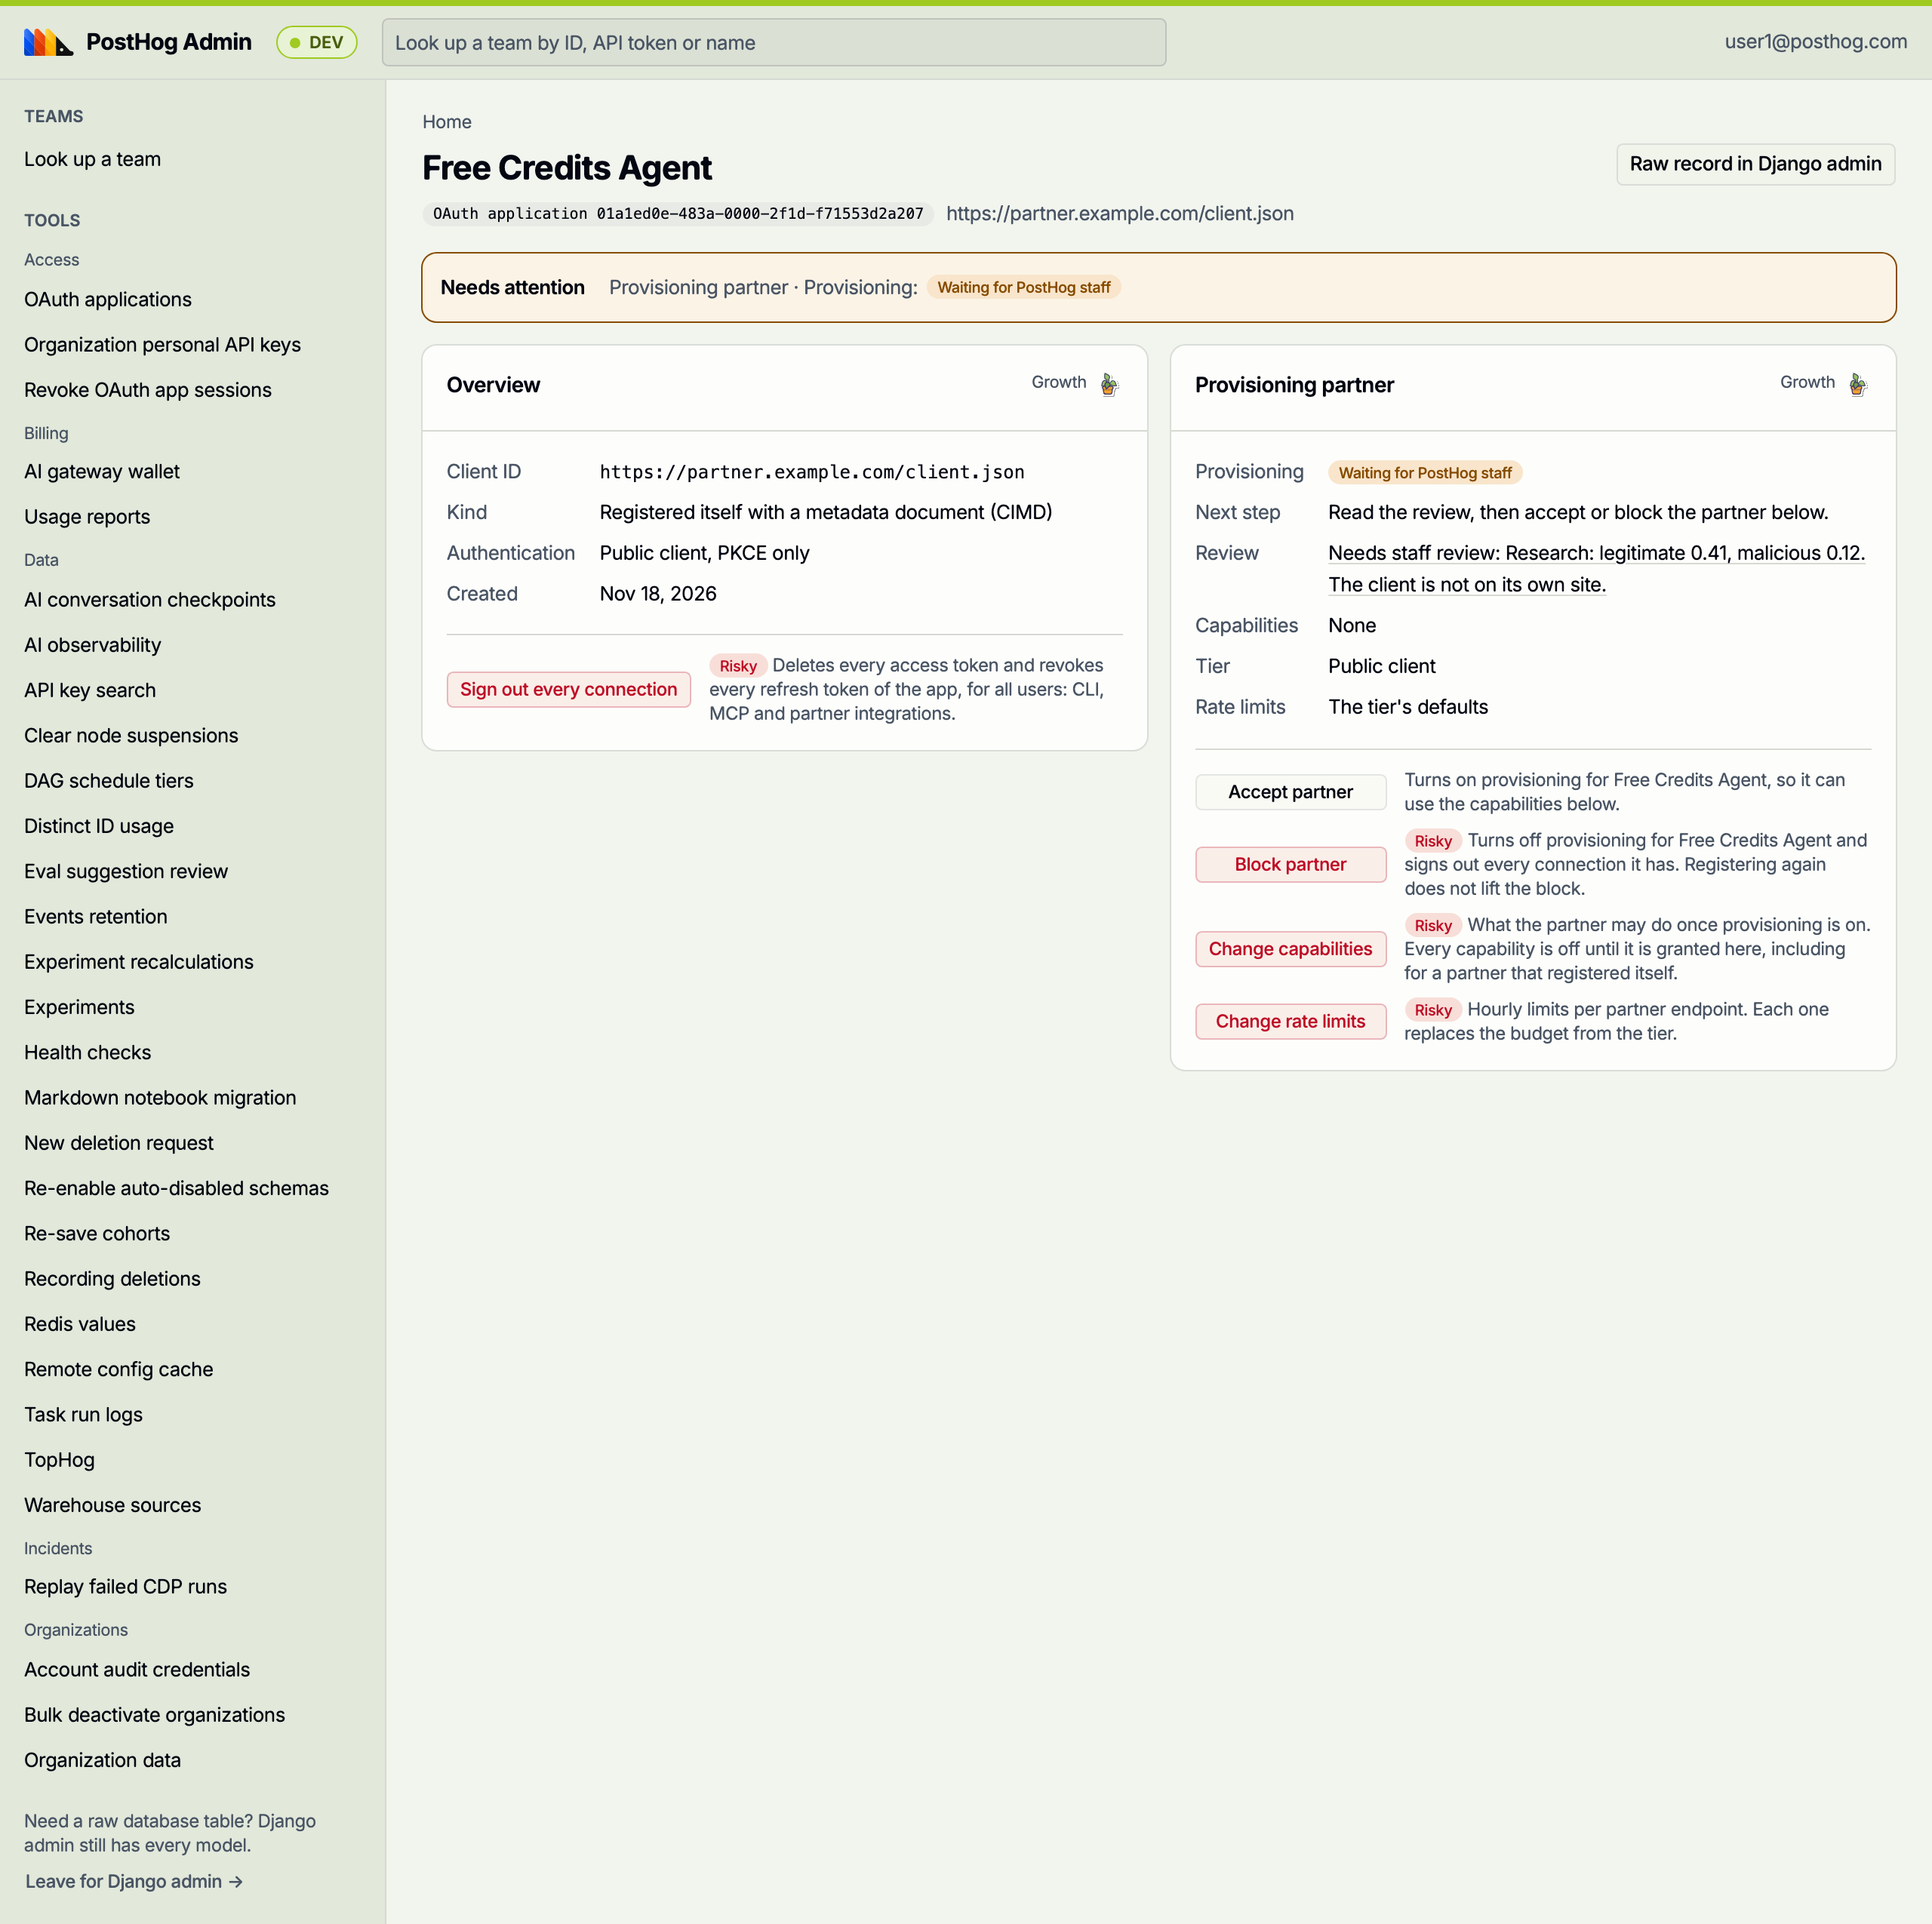 PostHog Admin
DEV
Look up a team by ID, API token or name
user1@posthog.com
TEAMS
Look up a team
TOOLS
Access
OAuth applications
Organization personal API keys
Revoke OAuth app sessions
Billing
AI gateway wallet
Usage reports
Data
AI conversation checkpoints
AI observability
API key search
Clear node suspensions
DAG schedule tiers
Distinct ID usage
Eval suggestion review
Events retention
Experiment recalculations
Experiments
Health checks
Markdown notebook migration
New deletion request
Re-enable auto-disabled schemas
Re-save cohorts
Recording deletions
Redis values
Remote config cache
Task run logs
TopHog
Warehouse sources
Incidents
Replay failed CDP runs
Organizations
Account audit credentials
Bulk deactivate organizations
Organization data
Need a raw database table? Django
admin still has every model.
Leave for Django admin →
Home
Free Credits Agent
Raw record in Django admin
OAuth application 01a1ed0e-483a-0000-2f1d-f71553d2a207 https://partner.example.com/client.json
Needs attention Provisioning partner · Provisioning: Waiting for PostHog staff
Overview
Growth
Client ID https://partner.example.com/client.json
Kind Registered itself with a metadata document (CIMD)
Authentication Public client, PKCE only
Created Nov 18, 2026
Sign out every connection
Risky Deletes every access token and revokes
every refresh token of the app, for all users: CLI,
MCP and partner integrations.
Provisioning partner
Growth
Provisioning Waiting for PostHog staff
Next step Read the review, then accept or block the partner below.
Review Needs staff review: Research: legitimate 0.41, malicious 0.12.
The client is not on its own site.
Capabilities None
Tier Public client
Rate limits The tier's defaults
Accept partner
Turns on provisioning for Free Credits Agent, so it can
use the capabilities below.
Block partner
Risky Turns off provisioning for Free Credits Agent and
signs out every connection it has. Registering again
does not lift the block.
Change capabilities
Risky What the partner may do once provisioning is on.
Every capability is off until it is granted here, including
for a partner that registered itself.
Change rate limits
Risky Hourly limits per partner endpoint. Each one
replaces the budget from the tier.